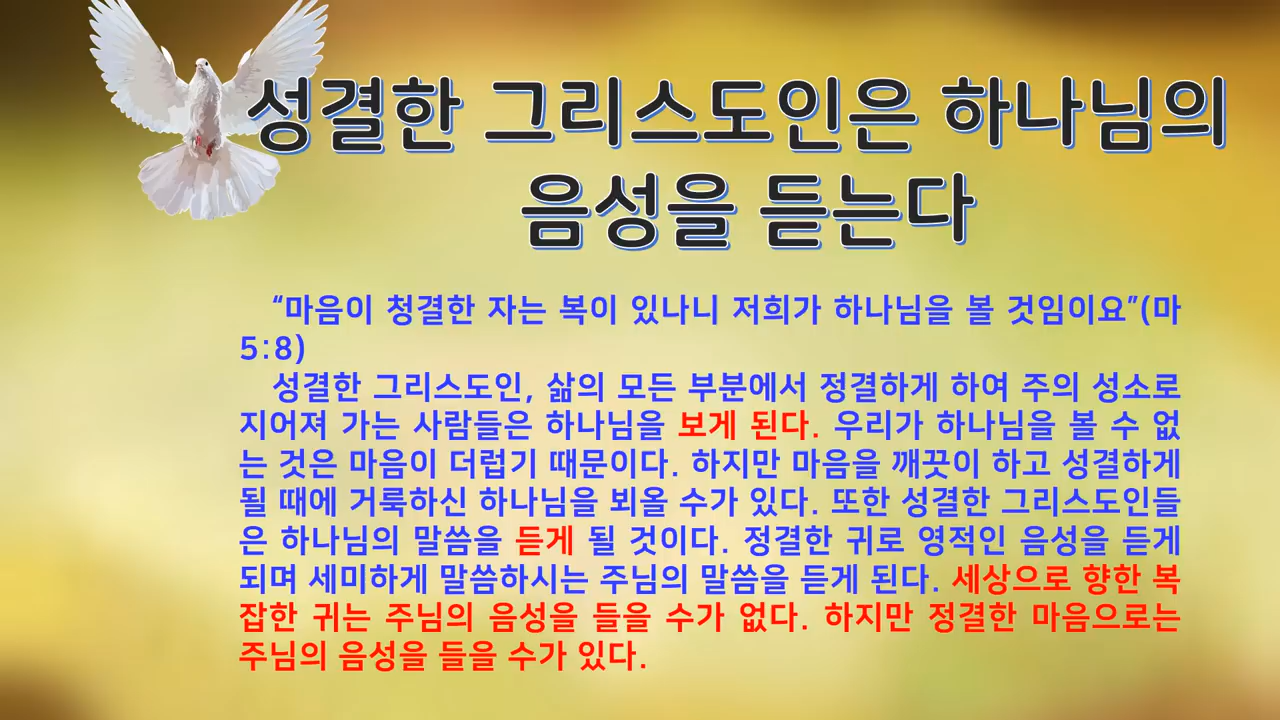 성결한 그리스도인은 하나님의
음성을 듣는다
“마음이 청결한 자는 복이 있나니 저희가 하나님을 볼 것임이요”(마
5:8)
성결한 그리스도인, 삶의 모든 부분에서 정결하게 하여 주의 성소로
지어져 가는 사람들은 하나님을 보게 된다. 우리가 하나님을 볼 수 없
는 것은 마음이 더럽기 때문이다. 하지만 마음을 깨끗이 하고 성결하게
될 때에 거룩하신 하나님을 뵈올 수가 있다. 또한 성결한 그리스도인들
은 하나님의 말씀을 듣게 될 것이다. 정결한 귀로 영적인 음성을 듣게
되며 세미하게 말씀하시는 주님의 말씀을 듣게 된다. 세상으로 향한 복
잡한 귀는 주님의 음성을 들을 수가 없다. 하지만 정결한 마음으로는
주님의 음성을 들을 수가 있다.